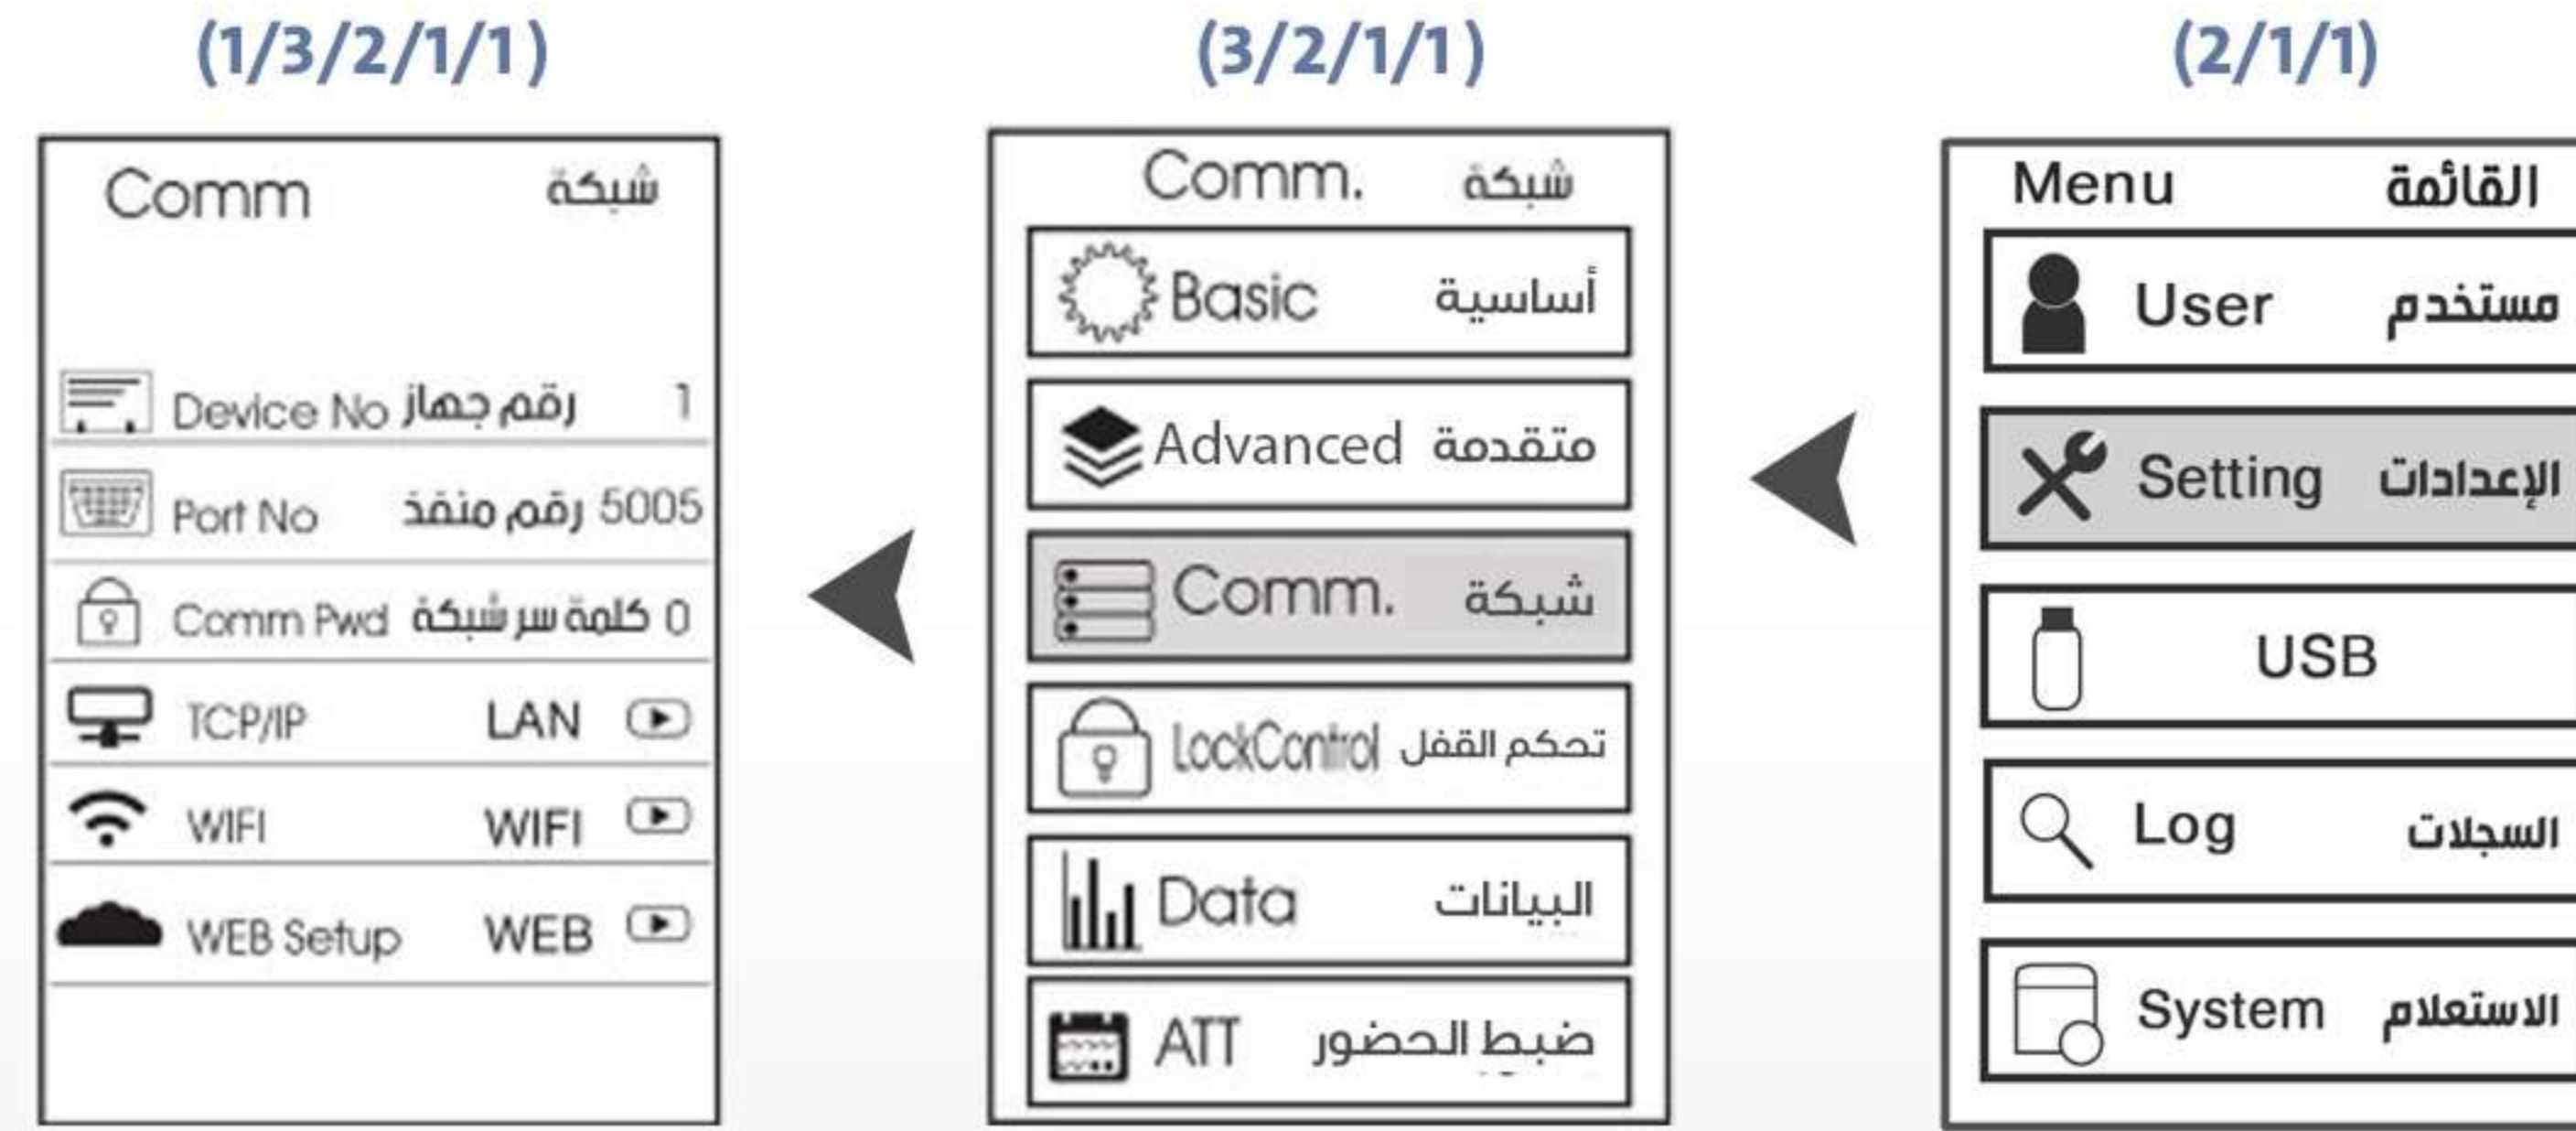 (2/1/1)
Menu القائمة
User مستخدم
Setting الإعدادات
USB
Log السجلات
System الاستعلام
(3/2/1/1)
Comm. شبكة
Basic أساسية
Advanced متقدمة
Comm. شبكة
LockControl تحكم القفل
Data البيانات
ATT ضبط الحضور
(1/3/2/1/1)
Comm شبكة
Device No رقم جهاز 1
Port No رقم منفذ 5005
Comm Pwd كلمة سر شبكة 0
TCP/IP LAN
WIFI WIFI
WEB Setup WEB